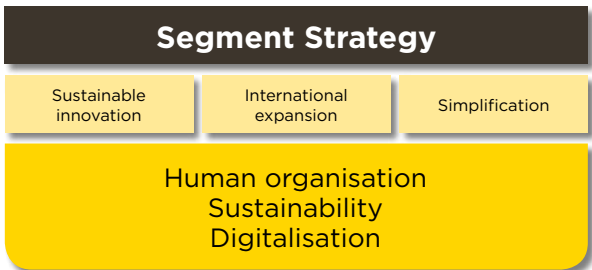 Segment Strategy
Sustainable
innovation
International
expansion
Simplification
Human organisation
Sustainability
Digitalisation